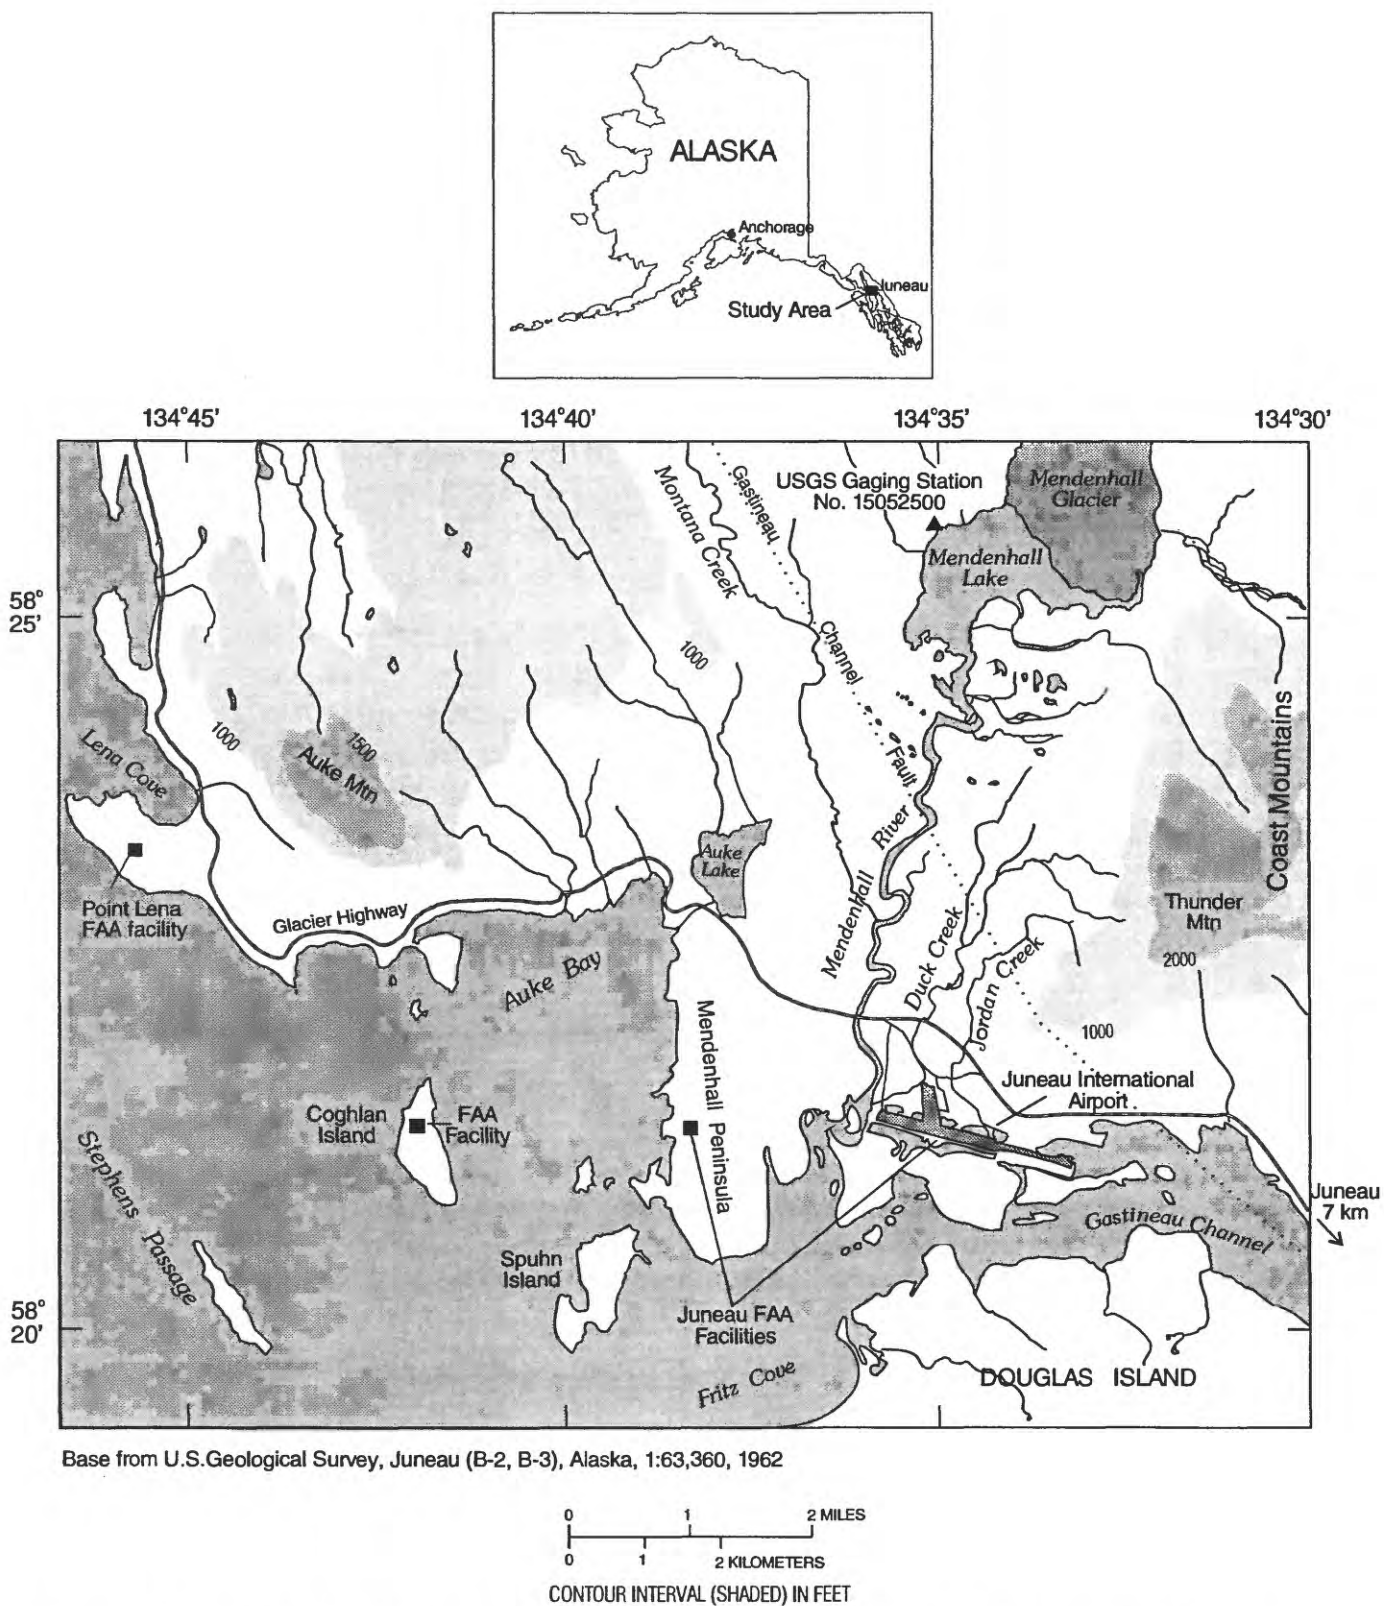 ALASKA
Anchorage
Juneau
Study Area
134°45'
134°40'
134°35'
134°30'
Montana Creek
Gastineau
Channel
Fault
USGS Gaging Station
No. 15052500
Mendenhall
Glacier
Mendenhall
Lake
58°
25'
1000
1000
1500
Auke Mtn
Lena Cove
Mendenhall
River
Coast Mountains
Auke
Lake
Point Lena
FAA facility
Glacier Highway
Thunder
Mtn
2000
Duck Creek
Jordan Creek
Auke Bay
1000
Mendenhall Peninsula
Juneau International
Airport
Coghlan
Island
FAA
Facility
Stephens Passage
Juneau
7 km
Gastineau Channel
Spuhn
Island
58°
20'
Juneau FAA
Facilities
Fritz Cove
DOUGLAS ISLAND
Base from U.S.Geological Survey, Juneau (B-2, B-3), Alaska, 1:63,360, 1962
0 1 2 MILES
0 1 2 KILOMETERS
CONTOUR INTERVAL (SHADED) IN FEET